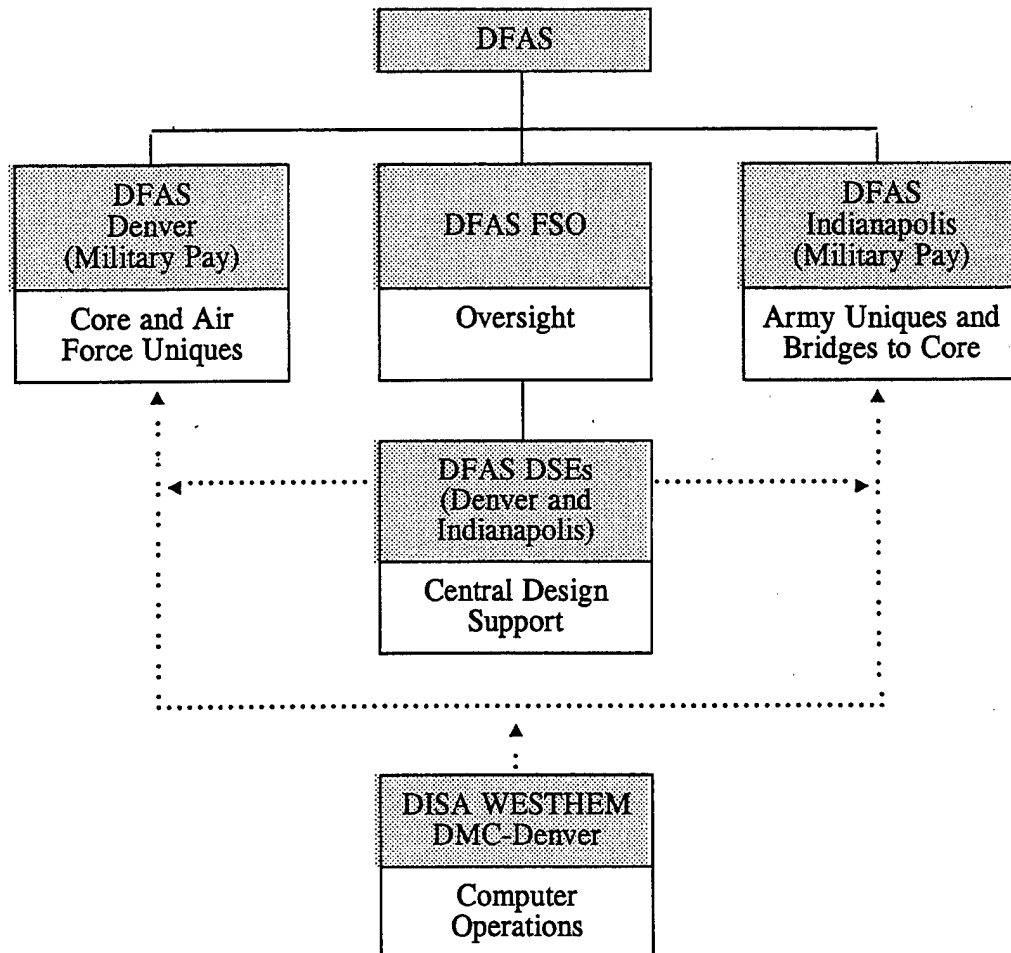 DFAS
DFAS
Denver
(Military Pay)
Core and Air
Force Uniques
DFAS FSO
Oversight
DFAS
Indianapolis
(Military Pay)
Army Uniques and
Bridges to Core
DFAS DSEs
(Denver and
Indianapolis)
Central Design
Support
DISA WESTHEM
DMC-Denver
Computer
Operations